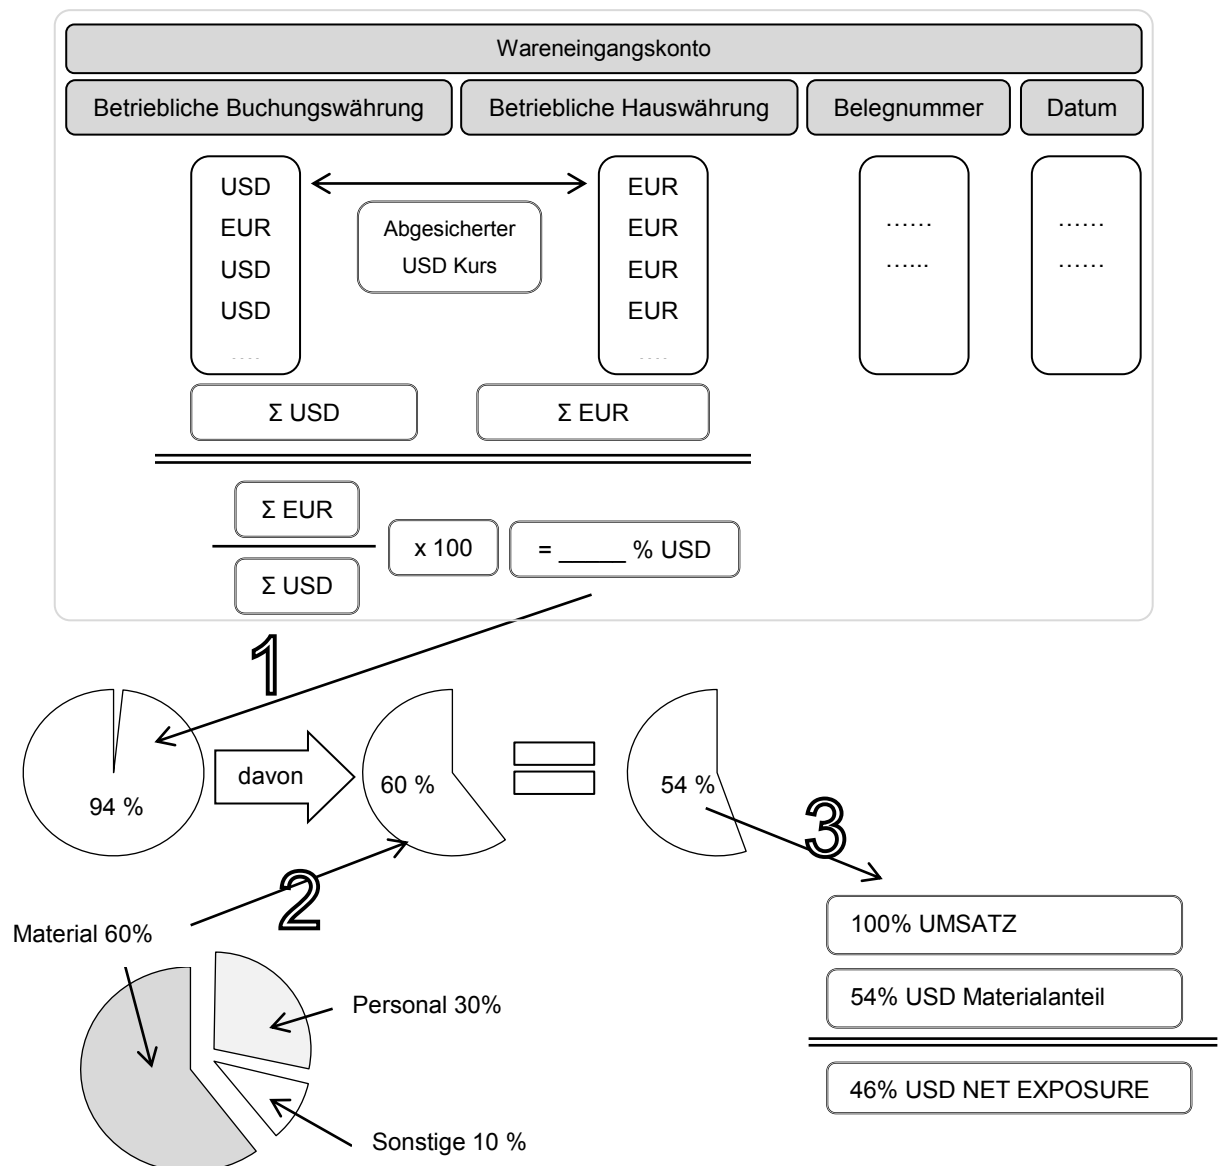 Wareneingangskonto
Betriebliche Buchungswährung
Betriebliche Hauswährung
Belegnummer
Datum
USD
EUR
USD
USD
....
Abgesicherter
USD Kurs
EUR
EUR
EUR
EUR
....
......
......
......
......
Σ USD
Σ EUR
Σ EUR
Σ USD
x 100
= _____ % USD
1
94 %
davon
60 %
54 %
3
2
Material 60%
Personal 30%
Sonstige 10 %
100% UMSATZ
54% USD Materialanteil
46% USD NET EXPOSURE